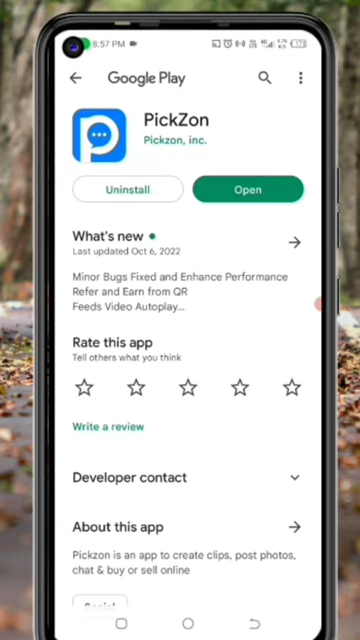 8:57 PM
Google Play
PickZon
Pickzon, inc.
Uninstall
Open
What's new
Last updated Oct 6, 2022
Minor Bugs Fixed and Enhance Performance
Refer and Earn from QR
Feeds Video Autoplay...
Rate this app
Tell others what you think
Write a review
Developer contact
About this app
Pickzon is an app to create clips, post photos,
chat & buy or sell online